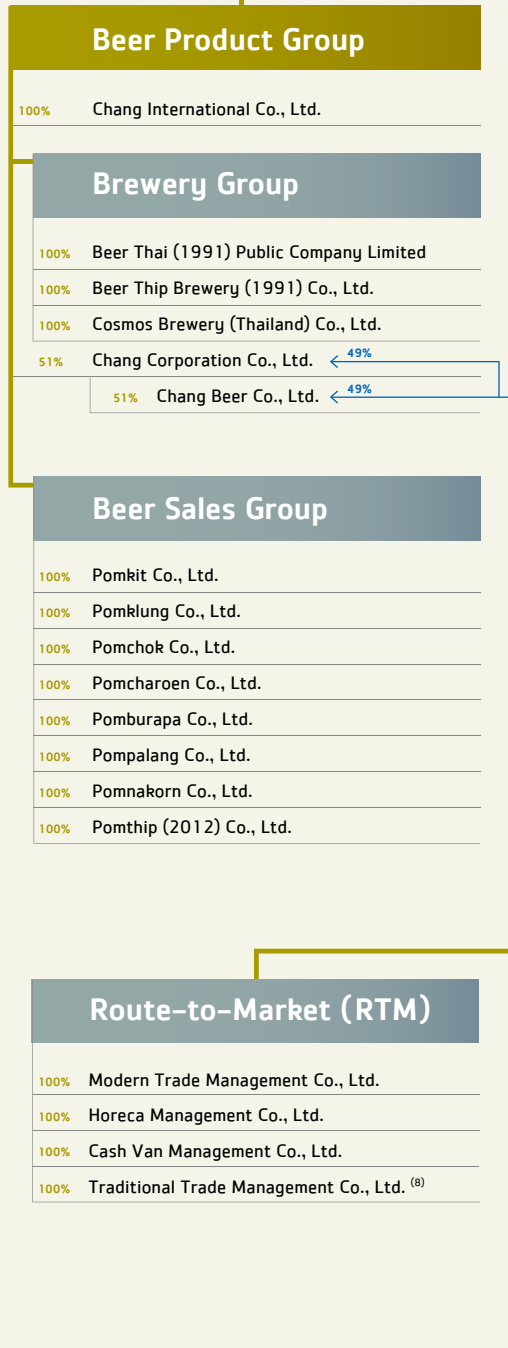 Beer Product Group
100% Chang International Co., Ltd.
Brewery Group
100% Beer Thai (1991) Public Company Limited
100% Beer Thip Brewery (1991) Co., Ltd.
100% Cosmos Brewery (Thailand) Co., Ltd.
51% Chang Corporation Co., Ltd. 49%
51% Chang Beer Co., Ltd. 49%
Beer Sales Group
100% Pomkit Co., Ltd.
100% Pomklung Co., Ltd.
100% Pomchok Co., Ltd.
100% Pomcharoen Co., Ltd.
100% Pomburapa Co., Ltd.
100% Pompalang Co., Ltd.
100% Pomnakorn Co., Ltd.
100% Pomthip (2012) Co., Ltd.
Route-to-Market (RTM)
100% Modern Trade Management Co., Ltd.
100% Horeca Management Co., Ltd.
100% Cash Van Management Co., Ltd.
100% Traditional Trade Management Co., Ltd. (8)